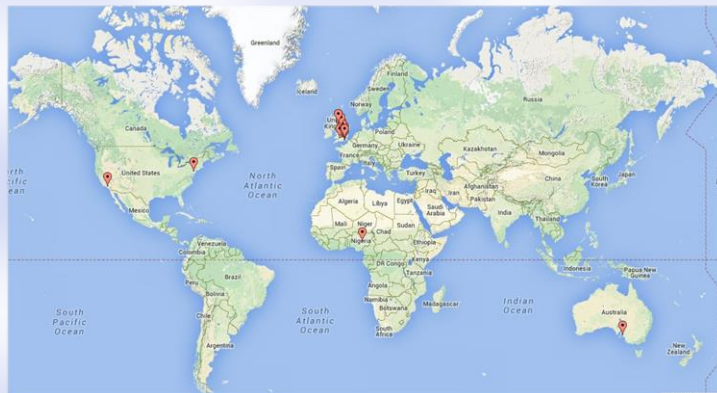 Greenland
Iceland
Finland
Sweden
Norway
Russia
Canada
United
Kingdom
Poland
Germany
Ukraine
France
Kazakhstan
Mongolia
Italy
Spain
Turkey
United States
North
Atlantic
Ocean
Afghanistan
China
South
Korea
Japan
Iraq
Iran
Pakistan
Algeria
Libya
Egypt
Saudi
Arabia
India
Mexico
Mali
Niger
Chad
Sudan
Thailand
Nigeria
Ethiopia
Venezuela
Colombia
Kenya
DR Congo
Indonesia
Papua New
Guinea
Tanzania
Brazil
Peru
Angola
Bolivia
Namibia
Botswana
Madagascar
Indian
Ocean
South
Pacific
Ocean
Chile
South
Atlantic
Ocean
Australia
South
Africa
Argentina
New
Zealand